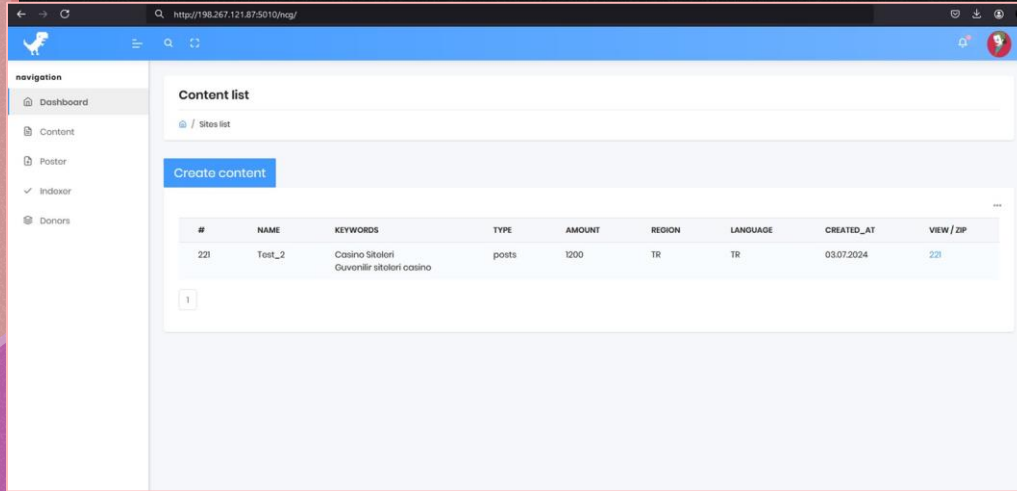 http://198.267.121.87:5010/ncg/
navigation
Dashboard
Content
Poster
Indexer
Donors
Content list
/ Sites list
Create content
# NAME KEYWORDS TYPE AMOUNT REGION LANGUAGE CREATED_AT VIEW / ZIP
221 Test_2 Casino Siteleri posts 1200 TR TR 03.07.2024 221
Guvenilir siteleri casino
1